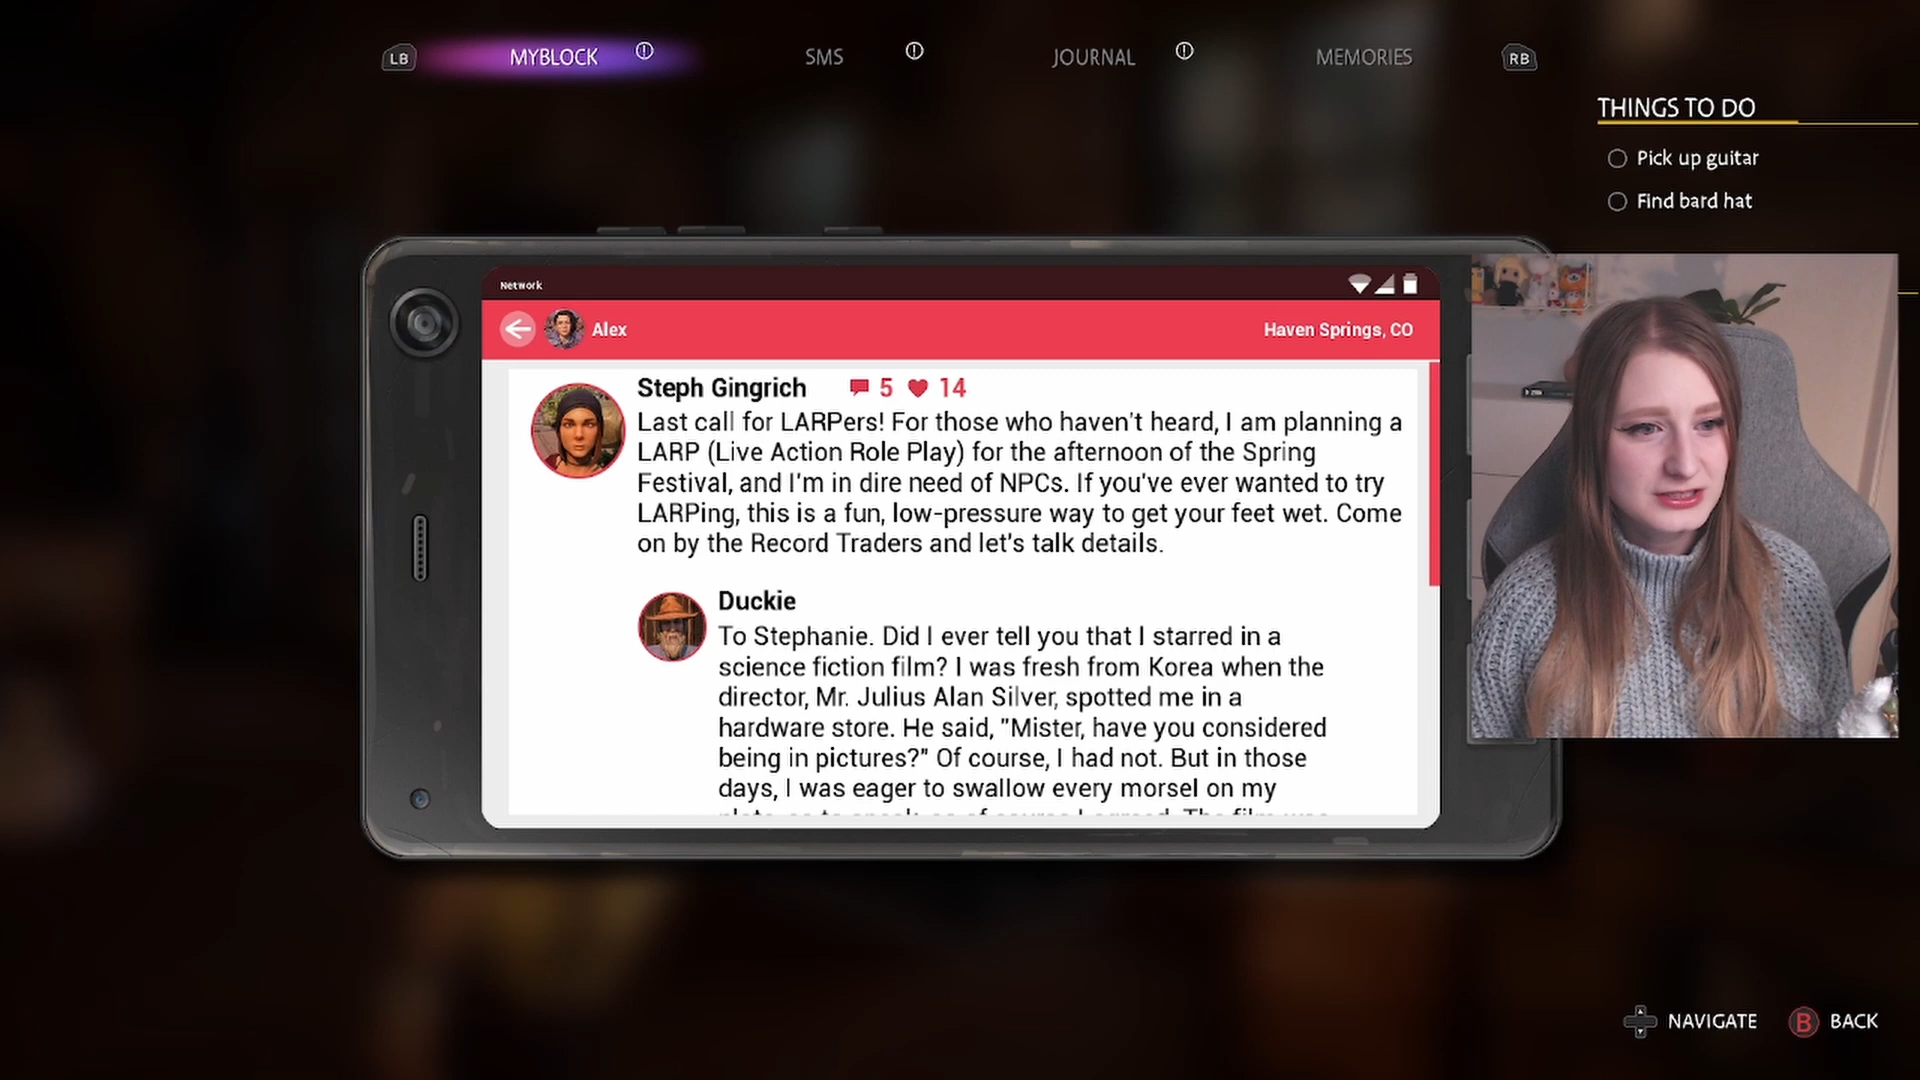 LB MYBLOCK SMS JOURNAL MEMORIES RB
THINGS TO DO
Pick up guitar
Find bard hat
Network
Alex Haven Springs, CO
Steph Gingrich 5 14
Last call for LARPers! For those who haven't heard, I am planning a
LARP (Live Action Role Play) for the afternoon of the Spring
Festival, and I'm in dire need of NPCs. If you've ever wanted to try
LARPing, this is a fun, low-pressure way to get your feet wet. Come
on by the Record Traders and let's talk details.
Duckie
To Stephanie. Did I ever tell you that I starred in a
science fiction film? I was fresh from Korea when the
director, Mr. Julius Alan Silver, spotted me in a
hardware store. He said, "Mister, have you considered
being in pictures?" Of course, I had not. But in those
days, I was eager to swallow every morsel on my
NAVIGATE B BACK